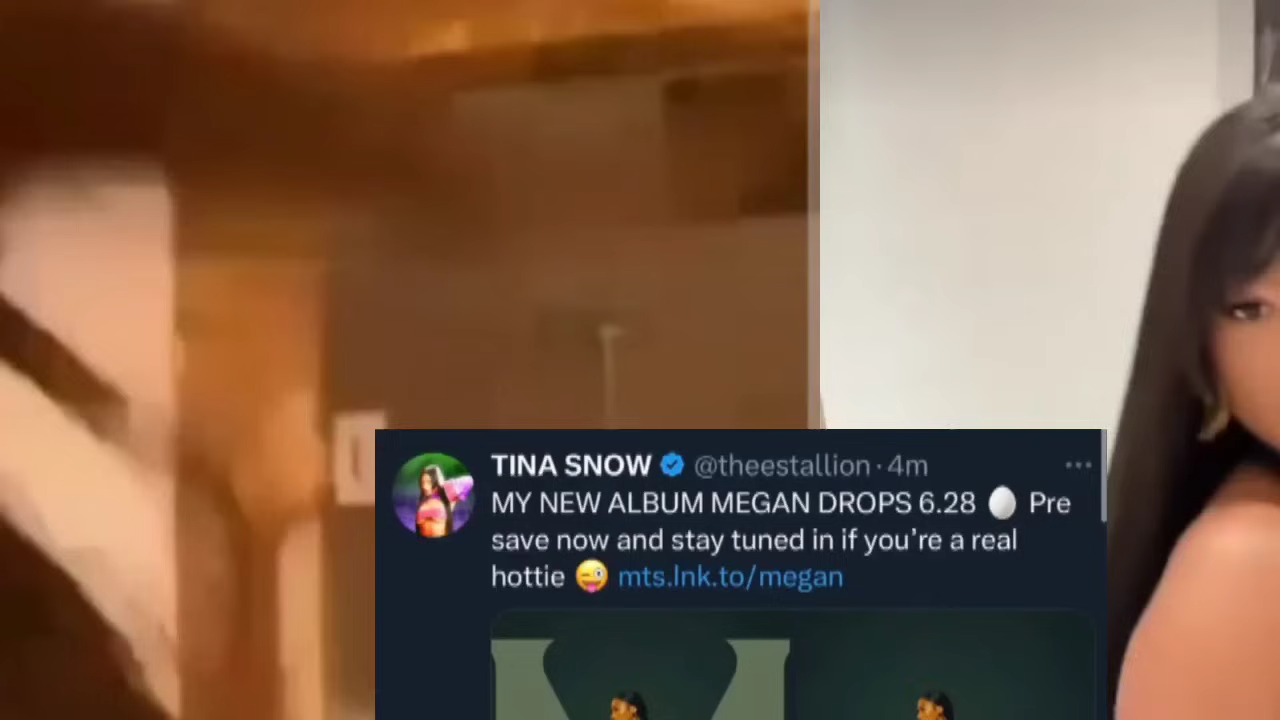 TINA SNOW @theestallion · 4m
MY NEW ALBUM MEGAN DROPS 6.28 🥚 Pre
save now and stay tuned in if you’re a real
hottie 😜 mts.lnk.to/megan